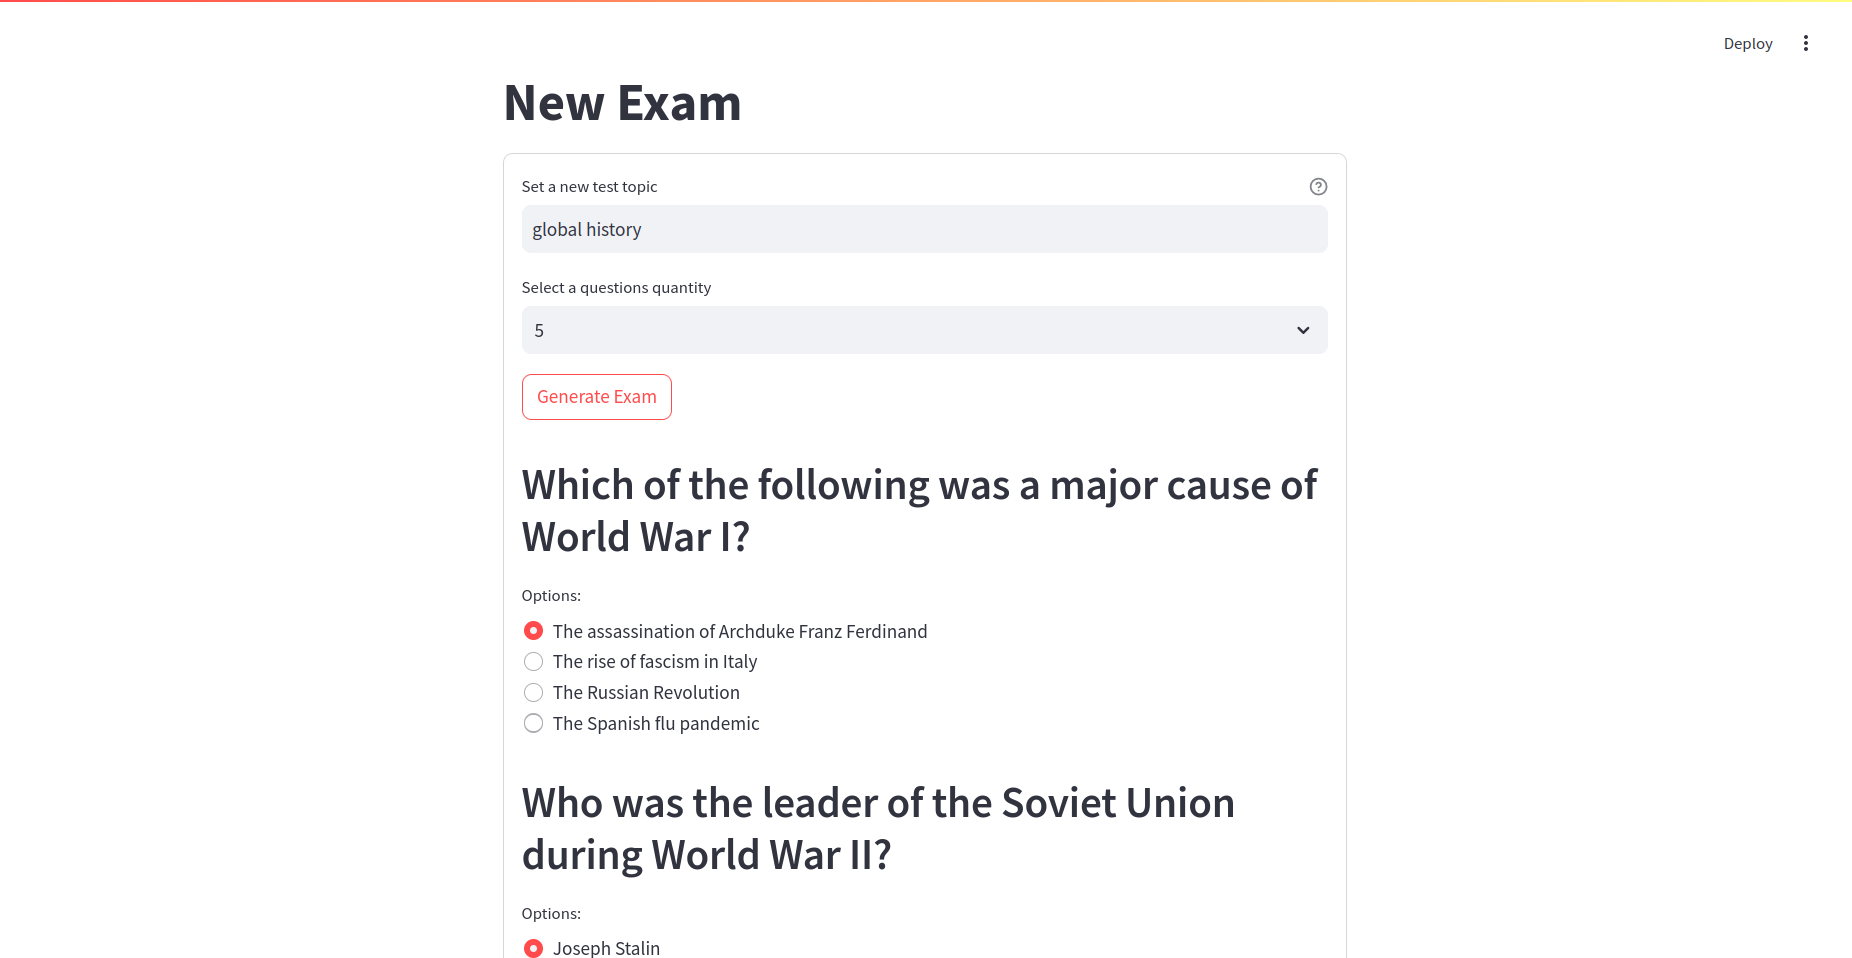 Deploy
New Exam
Set a new test topic
global history
Select a questions quantity
5
Generate Exam
Which of the following was a major cause of
World War I?
Options:
The assassination of Archduke Franz Ferdinand
The rise of fascism in Italy
The Russian Revolution
The Spanish flu pandemic
Who was the leader of the Soviet Union
during World War II?
Options:
Joseph Stalin